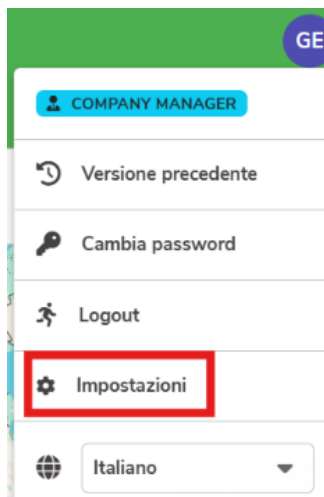 GE
COMPANY MANAGER
Versione precedente
Cambia password
Logout
Impostazioni
Italiano